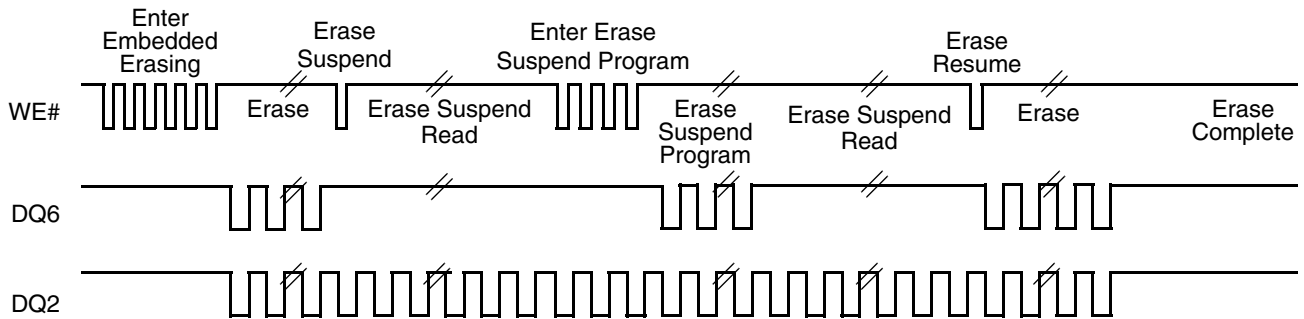 Enter
Embedded
Erasing
Erase
Suspend
Enter Erase
Suspend Program
Erase
Resume
WE#
Erase
Erase Suspend
Read
Erase
Suspend
Program
Erase Suspend
Read
Erase
Erase
Complete
DQ6
DQ2